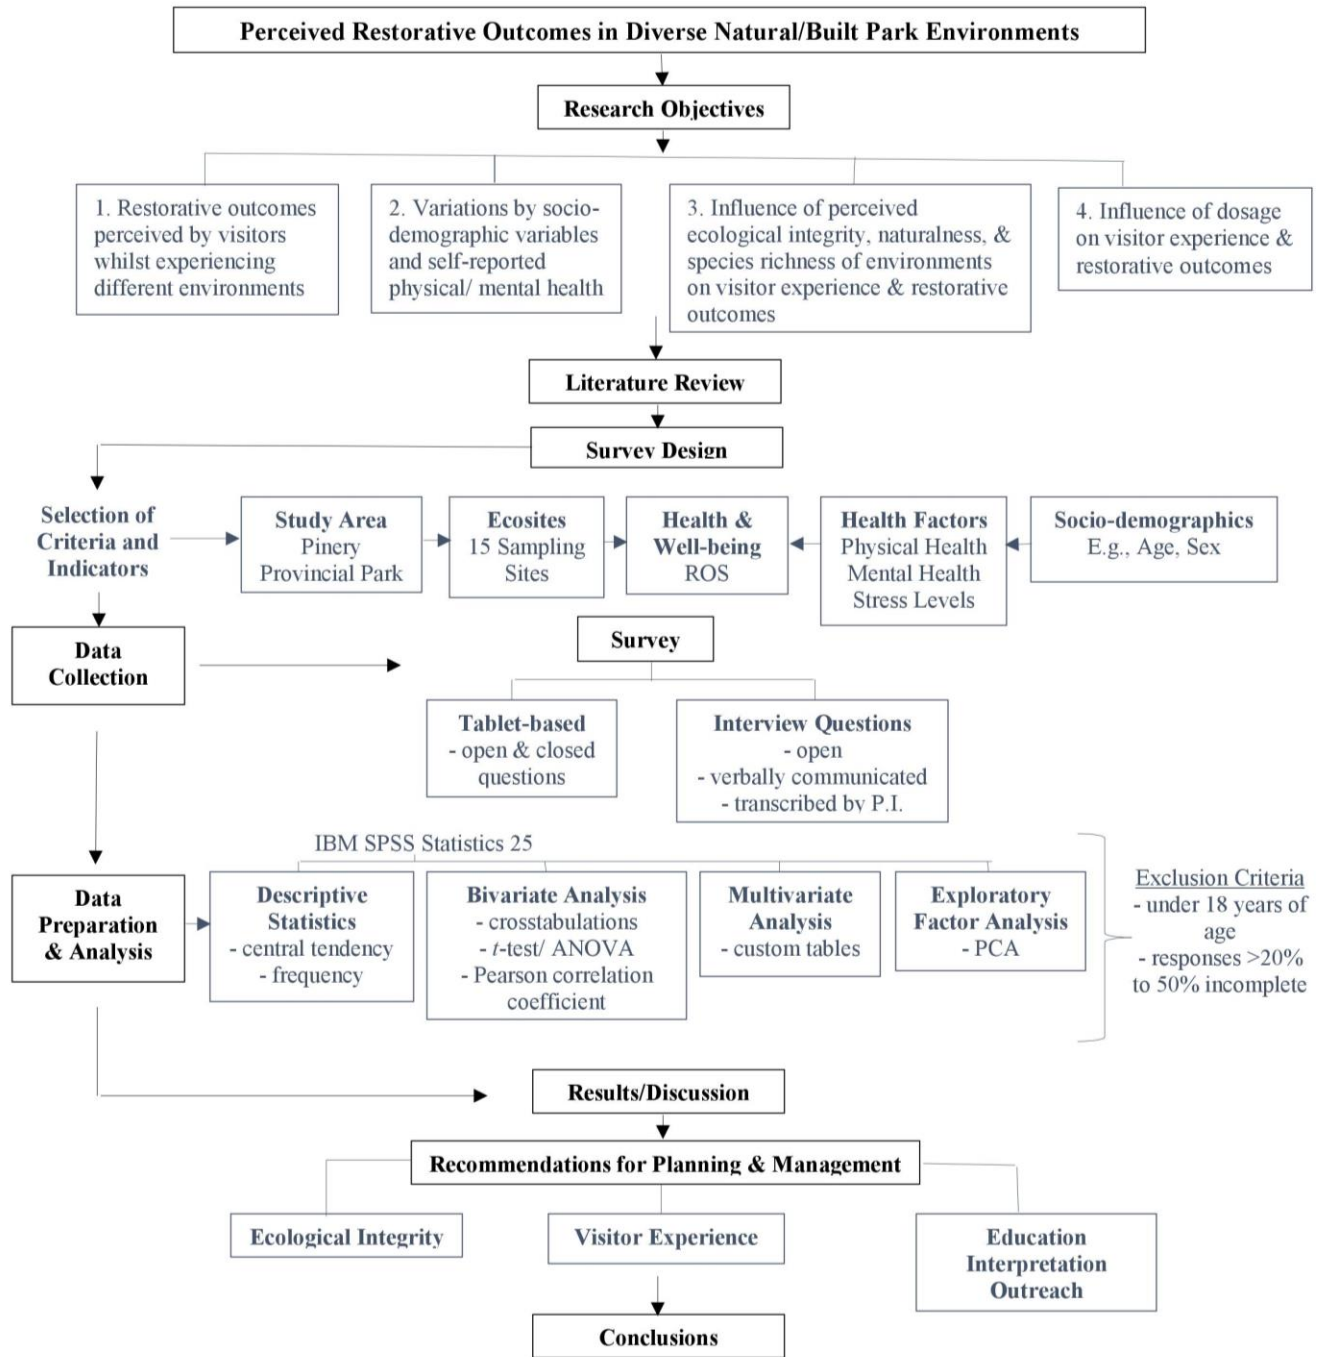 Perceived Restorative Outcomes in Diverse Natural/Built Park Environments
Research Objectives
1. Restorative outcomes
perceived by visitors
whilst experiencing
different environments
2. Variations by socio-
demographic variables
and self-reported
physical/ mental health
3. Influence of perceived
ecological integrity, naturalness, &
species richness of environments
on visitor experience & restorative
outcomes
4. Influence of dosage
on visitor experience &
restorative outcomes
Literature Review
Survey Design
Selection of
Criteria and
Indicators
Study Area
Pinery
Provincial Park
Ecosites
15 Sampling
Sites
Health &
Well-being
ROS
Health Factors
Physical Health
Mental Health
Stress Levels
Socio-demographics
E.g., Age, Sex
Data
Collection
Survey
Tablet-based
- open & closed
questions
Interview Questions
- open
- verbally communicated
- transcribed by P.I.
IBM SPSS Statistics 25
Data
Preparation
& Analysis
Descriptive
Statistics
- central tendency
- frequency
Bivariate Analysis
- crosstabulations
- t-test/ ANOVA
- Pearson correlation
coefficient
Multivariate
Analysis
- custom tables
Exploratory
Factor Analysis
- PCA
Exclusion Criteria
- under 18 years of
age
- responses >20%
to 50% incomplete
Results/Discussion
Recommendations for Planning & Management
Ecological Integrity
Visitor Experience
Education
Interpretation
Outreach
Conclusions